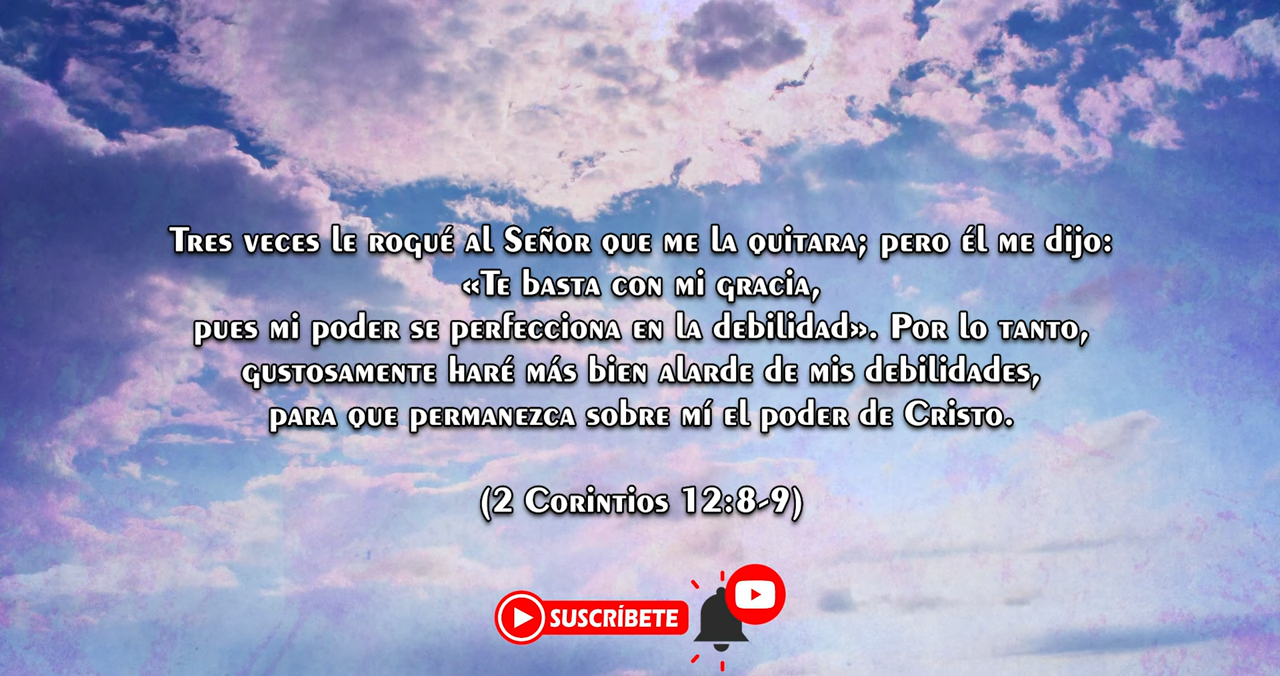 Tres veces le rogué al Señor que me la quitara; pero él me dijo:
«Te basta con mi gracia,
pues mi poder se perfecciona en la debilidad». Por lo tanto,
gustosamente haré más bien alarde de mis debilidades,
para que permanezca sobre mí el poder de Cristo.
(2 Corintios 12:8-9)
SUSCRÍBETE